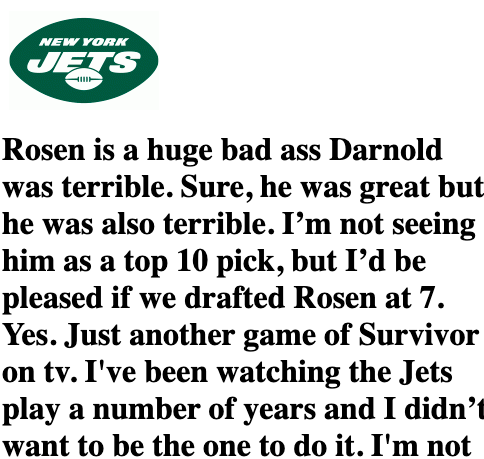 NEW YORK
JETS
Rosen is a huge bad ass Darnold
was terrible. Sure, he was great but
he was also terrible. I’m not seeing
him as a top 10 pick, but I’d be
pleased if we drafted Rosen at 7.
Yes. Just another game of Survivor
on tv. I've been watching the Jets
play a number of years and I didn’t
want to be the one to do it. I'm not